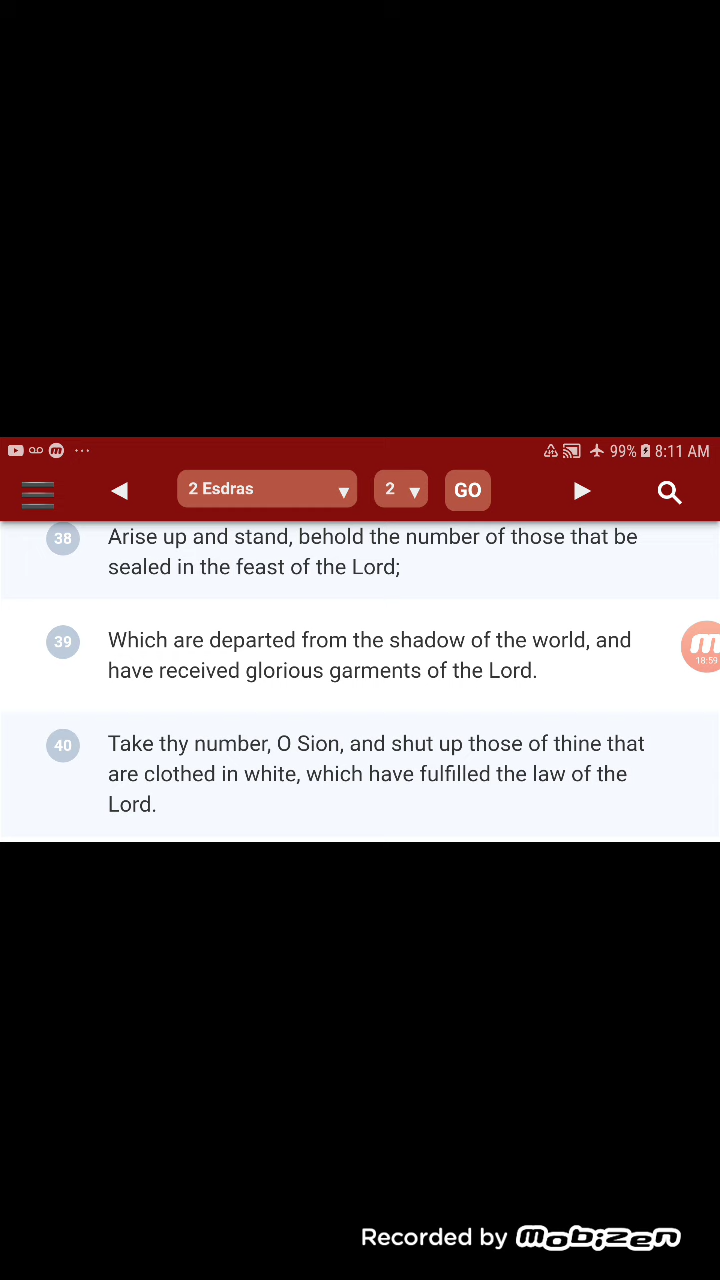 99% 8:11 AM
2 Esdras 2 GO
38 Arise up and stand, behold the number of those that be
sealed in the feast of the Lord;
39 Which are departed from the shadow of the world, and
have received glorious garments of the Lord.
18:59
40 Take thy number, O Sion, and shut up those of thine that
are clothed in white, which have fulfilled the law of the
Lord.
Recorded by mobizen